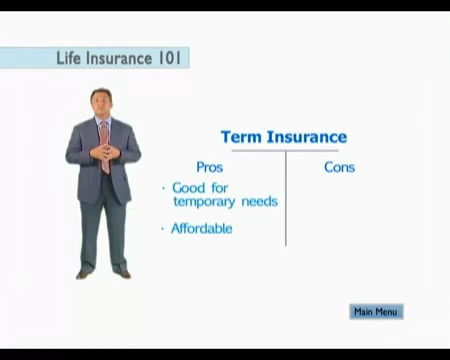 Life Insurance 101
Term Insurance
Pros
Cons
· Good for
temporary needs
· Affordable
Main Menu